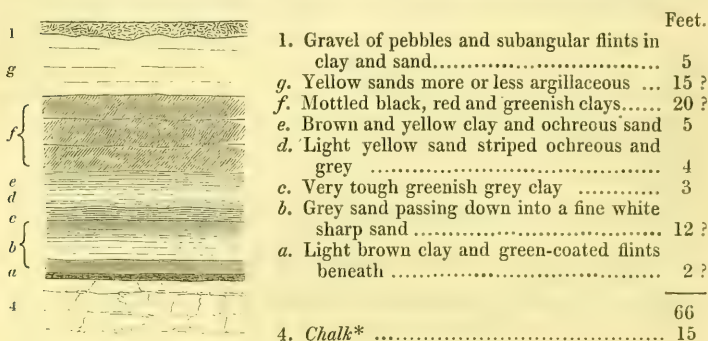 Feet.
1. Gravel of pebbles and subangular flints in
clay and sand.................................... 5
g. Yellow sands more or less argillaceous ... 15 ?
f. Mottled black, red and greenish clays...... 20 ?
e. Brown and yellow clay and ochreous sand 5
d. Light yellow sand striped ochreous and
grey .............................................. 4
c. Very tough greenish grey clay ............ 3
b. Grey sand passing down into a fine white
sharp sand ....................................... 12 ?
a. Light brown clay and green-coated flints
beneath .......................................... 2 ?
66
4. Chalk* ........................................... 15
1
g
f
e
d
c
b
a
4